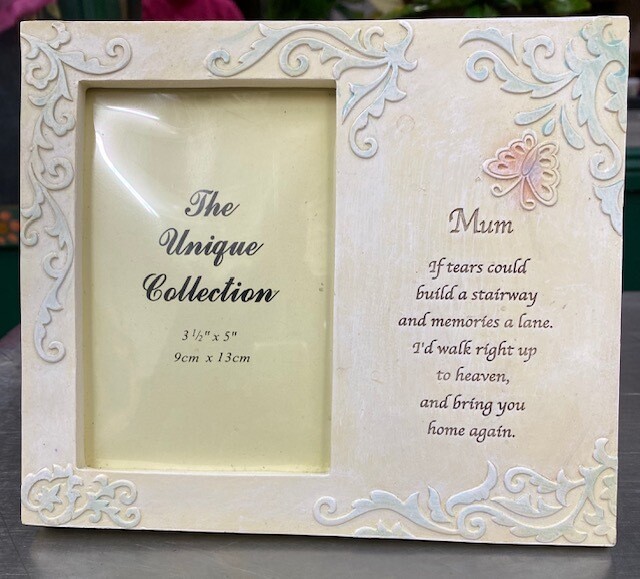 The
Unique
Collection
3 1/2" x 5"
9cm x 13cm
Mum
If tears could
build a stairway
and memories a lane.
I'd walk right up
to heaven,
and bring you
home again.